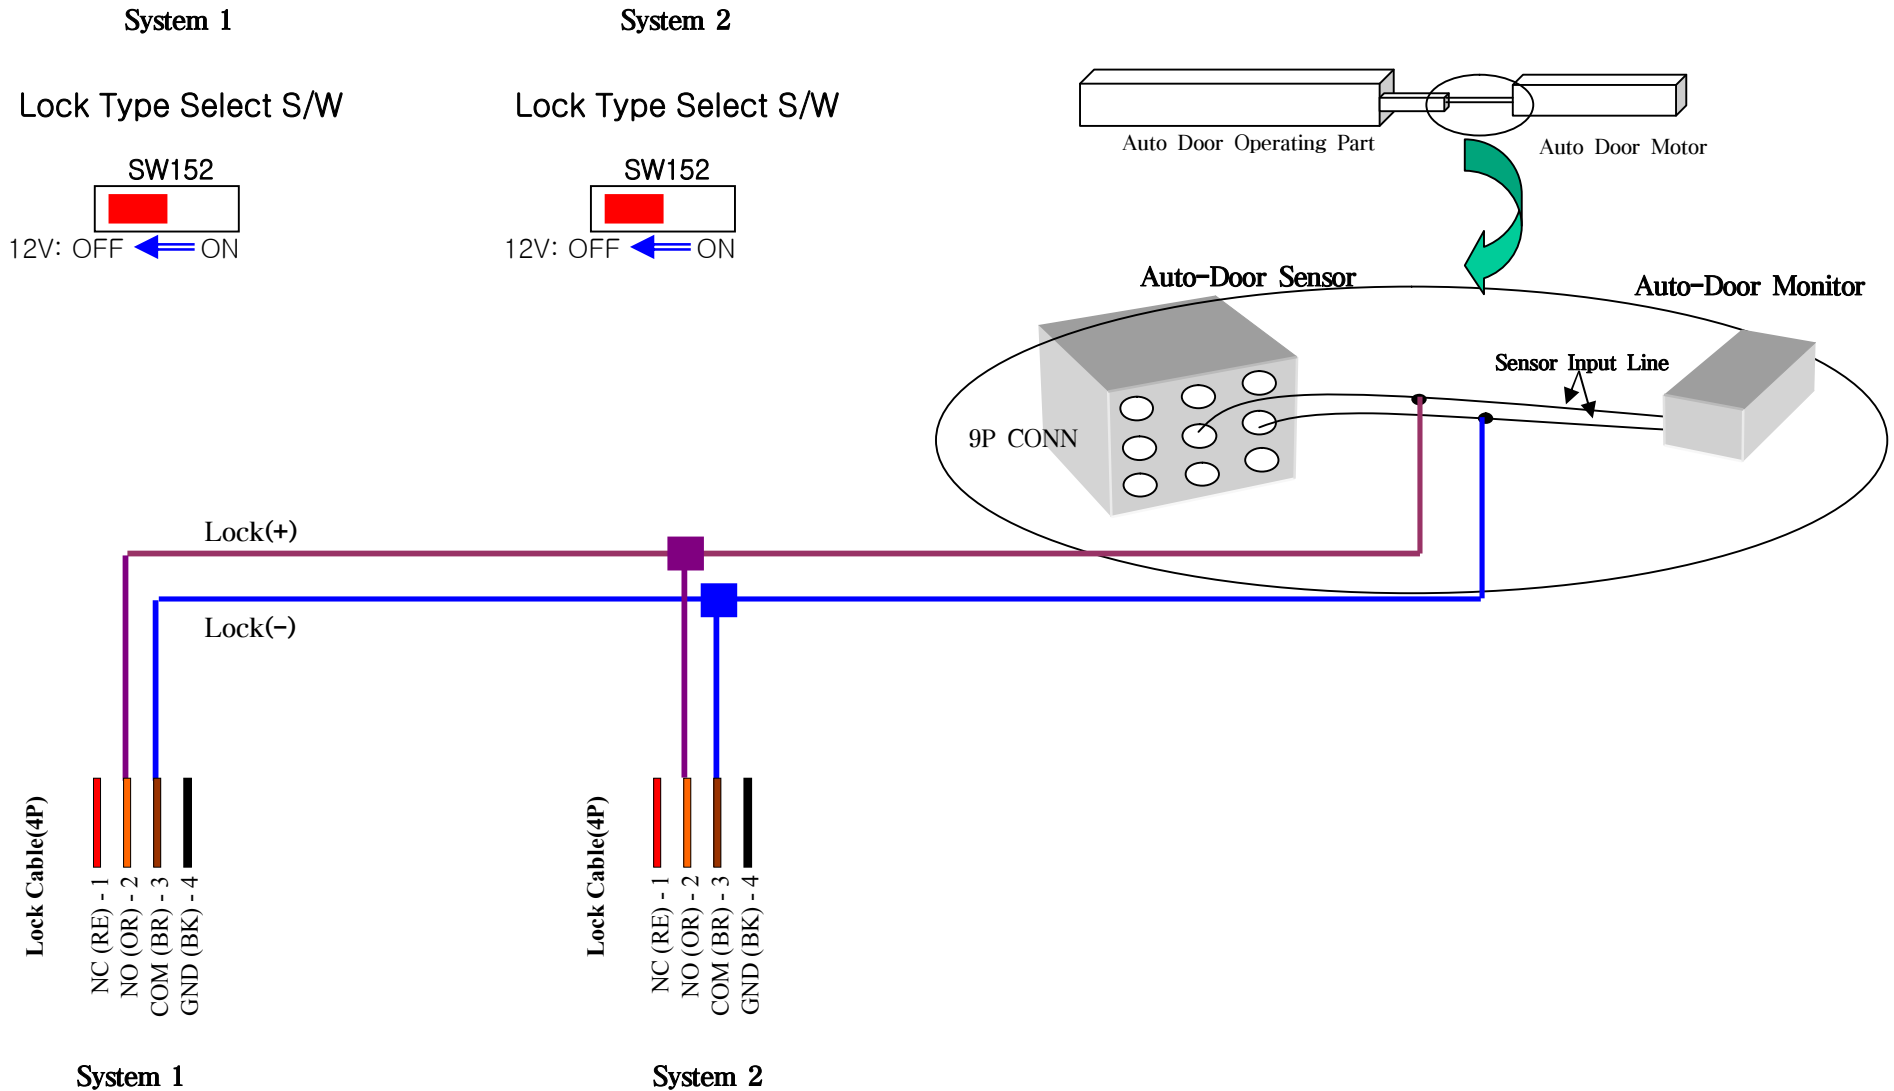 System 1
System 2
Lock Type Select S/W
Lock Type Select S/W
SW152
SW152
12V: OFF ON
12V: OFF ON
Auto Door Operating Part
Auto Door Motor
Auto-Door Sensor
Auto-Door Monitor
Sensor Input Line
9P CONN
Lock(+)
Lock(-)
Lock Cable(4P)
NC (RE) - 1
NO (OR) - 2
COM (BR) - 3
GND (BK) - 4
Lock Cable(4P)
NC (RE) - 1
NO (OR) - 2
COM (BR) - 3
GND (BK) - 4
System 1
System 2